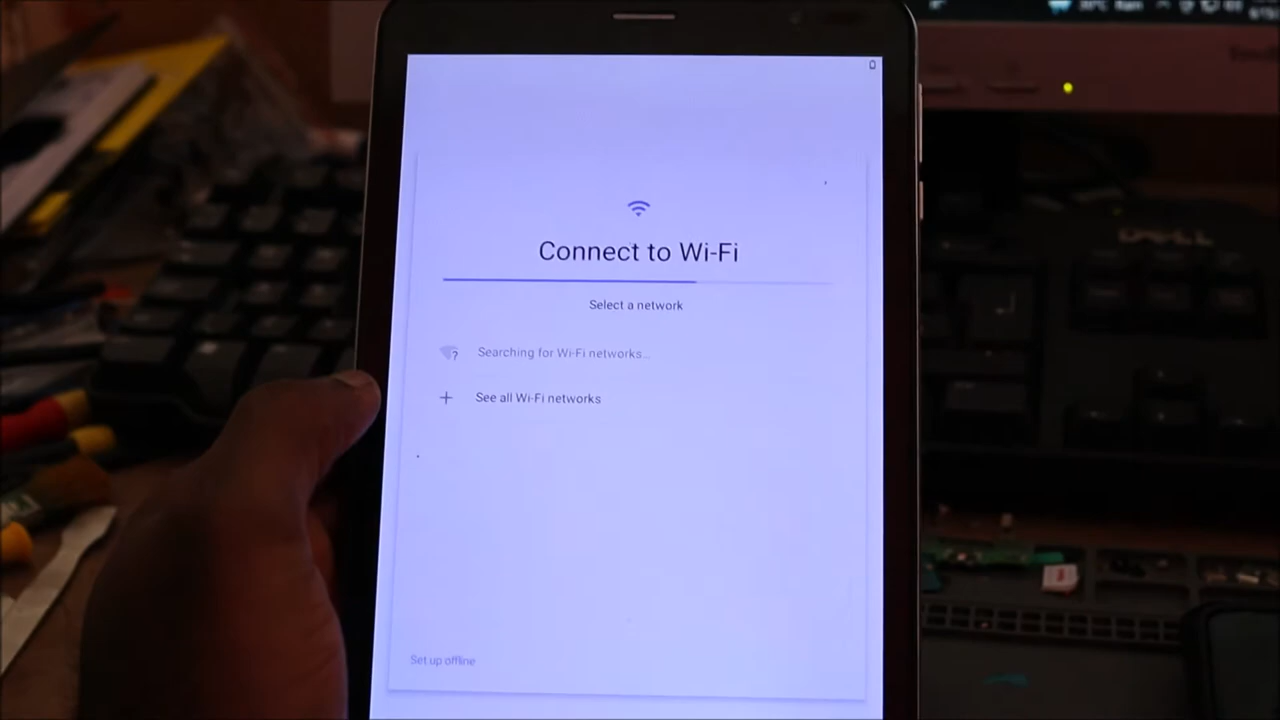 Connect to Wi-Fi
Select a network
?
Searching for Wi-Fi networks...
See all Wi-Fi networks
Set up offline
DELL